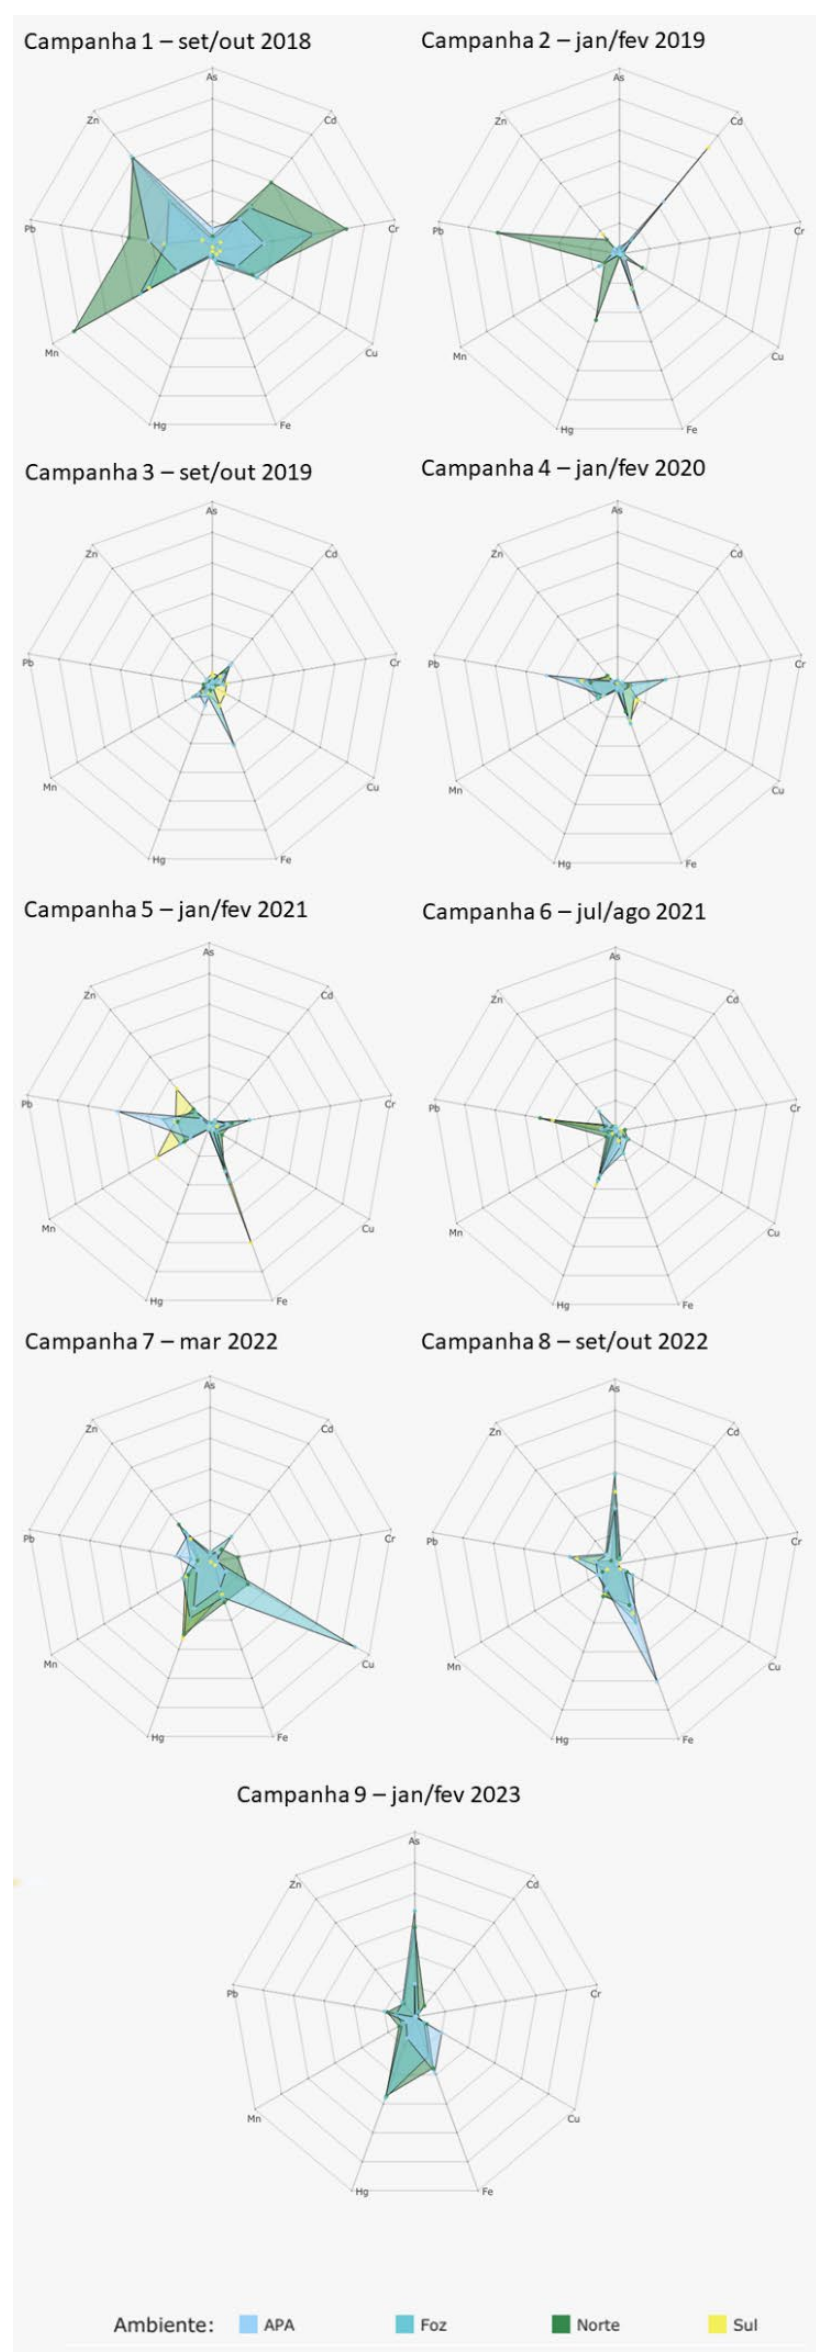 Campanha 1 – set/out 2018
As
Zn
Cd
Pb
Cr
Mn
Cu
Hg
Fe
Campanha 2 – jan/fev 2019
As
Zn
Cd
Pb
Cr
Mn
Cu
Hg
Fe
Campanha 3 – set/out 2019
As
Zn
Cd
Pb
Cr
Mn
Cu
Hg
Fe
Campanha 4 – jan/fev 2020
As
Zn
Cd
Pb
Cr
Mn
Cu
Hg
Fe
Campanha 5 – jan/fev 2021
As
Zn
Cd
Pb
Cr
Mn
Cu
Hg
Fe
Campanha 6 – jul/ago 2021
As
Zn
Cd
Pb
Cr
Mn
Cu
Hg
Fe
Campanha 7 – mar 2022
As
Zn
Cd
Pb
Cr
Mn
Cu
Hg
Fe
Campanha 8 – set/out 2022
As
Zn
Cd
Pb
Cr
Mn
Cu
Hg
Fe
Campanha 9 – jan/fev 2023
As
Zn
Cd
Pb
Cr
Mn
Cu
Hg
Fe
Ambiente: APA Foz Norte Sul